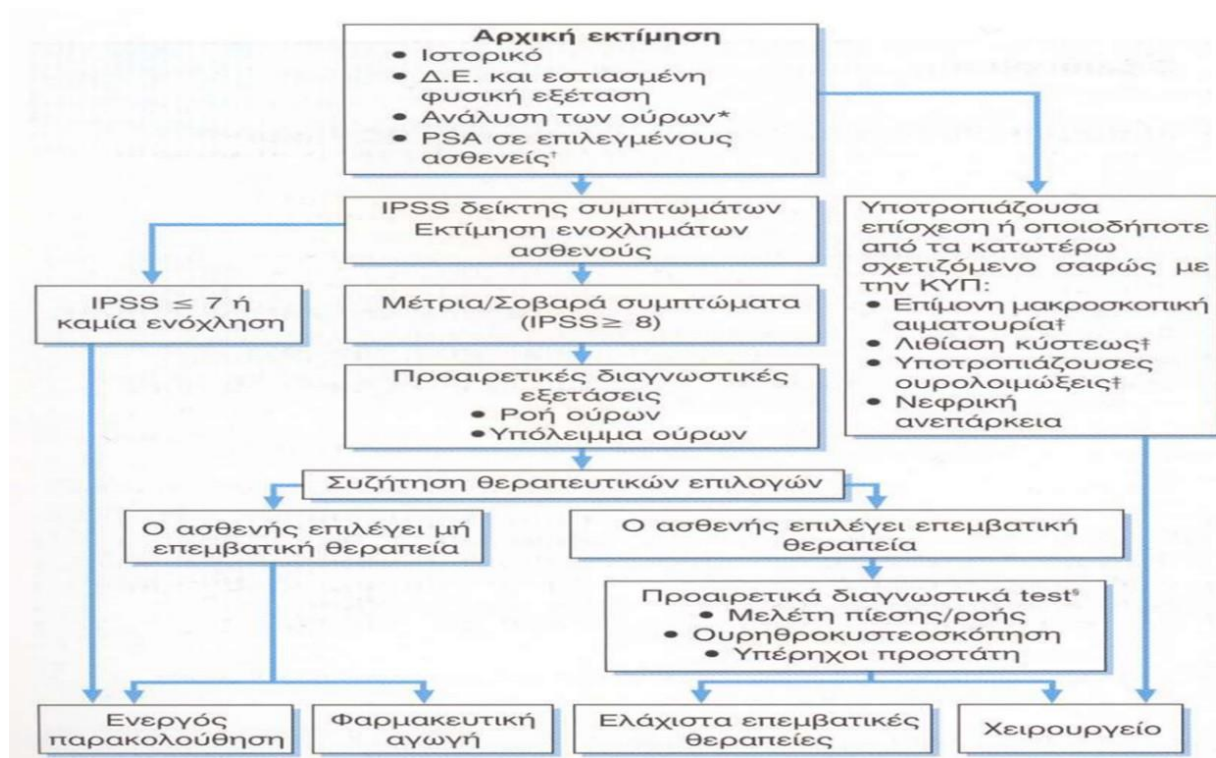 Αρχική εκτίμηση
• Ιστορικό
• Δ.Ε. και εστιασμένη
φυσική εξέταση
• Ανάλυση των ούρων*
• PSA σε επιλεγμένους
ασθενείς†
IPSS δείκτης συμπτωμάτων
Εκτίμηση ενοχλημάτων
ασθενούς
Υποτροπιάζουσα
επίσχεση ή οποιοδήποτε
από τα κατωτέρω
σχετιζόμενο σαφώς με
την ΚΥΠ:
• Επίμονη μακροσκοπική
αιματουρία‡
• Λιθίαση κύστεως‡
• Υποτροπιάζουσες
ουρολοιμώξεις‡
• Νεφρική
ανεπάρκεια
IPSS ≤ 7 ή
καμία ενόχληση
Μέτρια/Σοβαρά συμπτώματα
(IPSS≥ 8)
Προαιρετικές διαγνωστικές
εξετάσεις
• Ροή ούρων
•Υπόλειμμα ούρων
Συζήτηση θεραπευτικών επιλογών
Ο ασθενής επιλέγει μή
επεμβατική θεραπεία
Ο ασθενής επιλέγει επεμβατική
θεραπεία
Προαιρετικά διαγνωστικά test§
• Μελέτη πίεσης/ροής
• Ουρηθροκυστεοσκόπηση
• Υπέρηχοι προστάτη
Ενεργός
παρακολούθηση
Φαρμακευτική
αγωγή
Ελάχιστα επεμβατικές
θεραπείες
Χειρουργείο